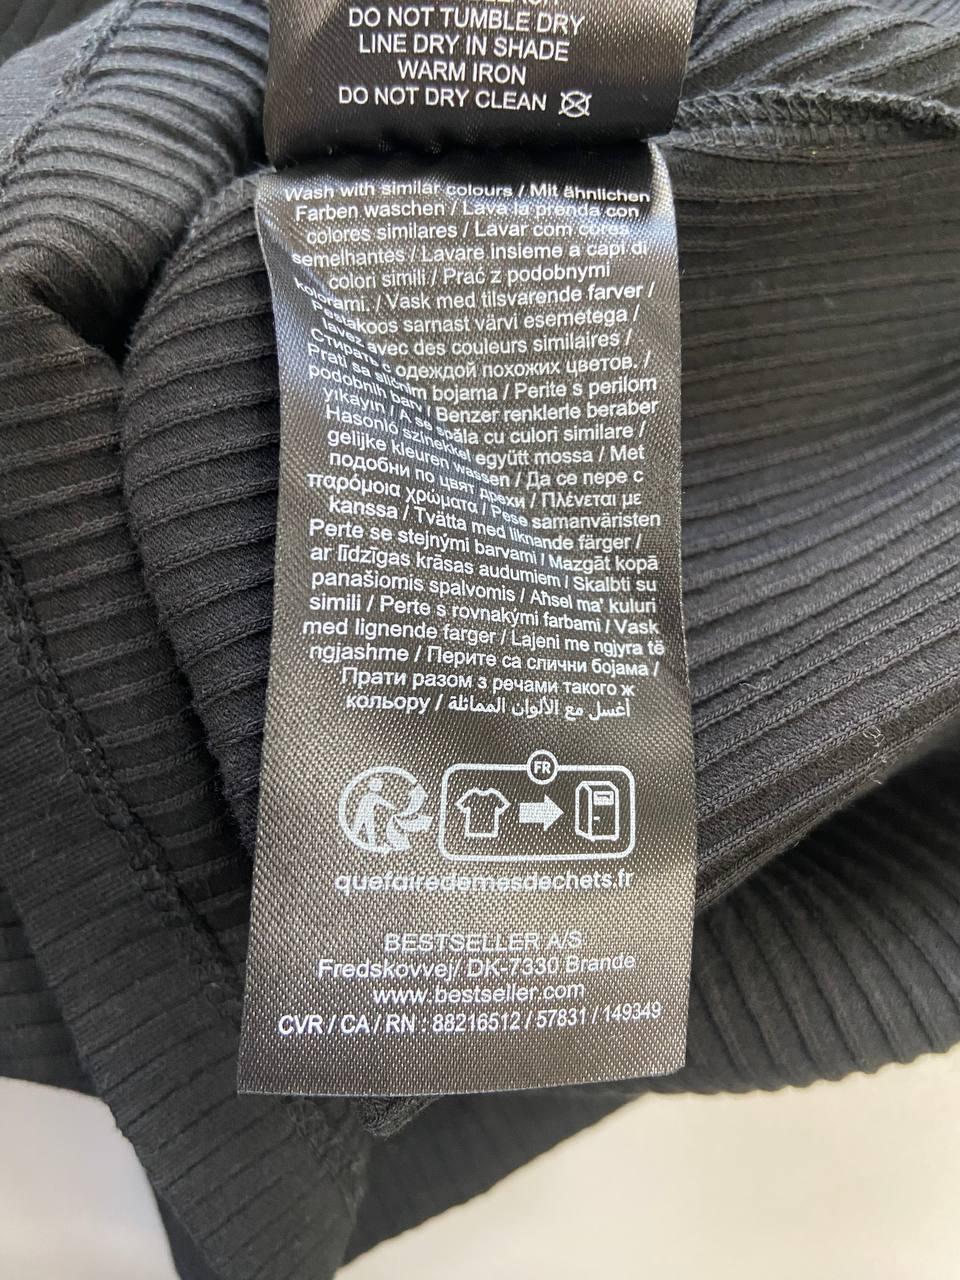 DO NOT TUMBLE DRY
LINE DRY IN SHADE
WARM IRON
DO NOT DRY CLEAN
Wash with similar colours / Mit ähnlichen
Farben waschen / Lava la prenda con
colores similares / Lavar com cores
semelhantes / Lavare insieme a capi di
colori simili / Prać z podobnymi
kolorami. / Vask med tilsvarende farver /
Pesiakoos sarnast värvi esemetega /
lavez avec des couleurs similaires /
Стирать с одеждой похожих цветов. /
Prati sa sličnim bojama / Perite s perilom
podobnih barv / Benzer renklerle beraber
yıkayın / A se spăla cu culori similare /
Hasonló színekkel együtt mossa / Met
gelijke kleuren wassen / Да се пере с
подобни по цвят дрехи / Πλένεται με
παρόμοια χρώματα / Pese samanväristen
kanssa / Tvätta med liknande färger /
Perte se stejnými barvami / Mazgāt kopā
ar līdzīgas krāsas audumiem / Skalbti su
panašiomis spalvomis / Aħsel ma' kuluri
simili / Perte s rovnakými farbami / Vask
med lignende farger / Lajeni me ngjyra të
ngjashme / Перите са слични бојама /
Прати разом з речами такого ж
кольору / أغسل مع الألوان المماثلة
FR
quefairedemesdechets.fr
BESTSELLER A/S
Fredskovvej/ DK-7330 Brande
www.bestseller.com
CVR / CA / RN : 88216512 / 57831 / 149349